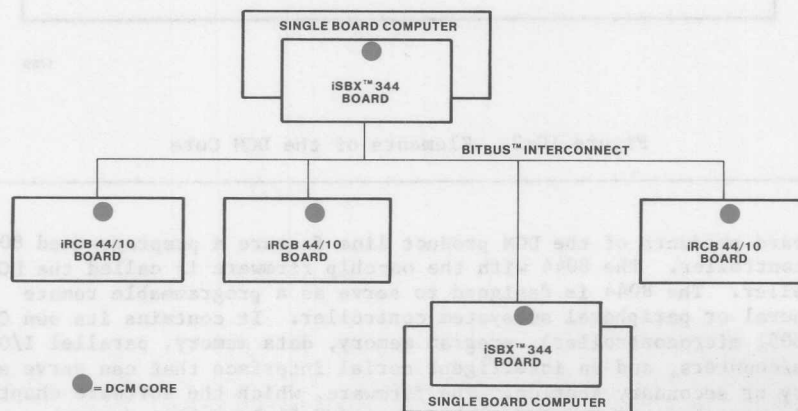 SINGLE BOARD COMPUTER
iSBX™ 344
BOARD
BITBUS™ INTERCONNECT
iRCB 44/10
BOARD
iRCB 44/10
BOARD
iRCB 44/10
BOARD
iSBX™ 344
BOARD
= DCM CORE
SINGLE BOARD COMPUTER